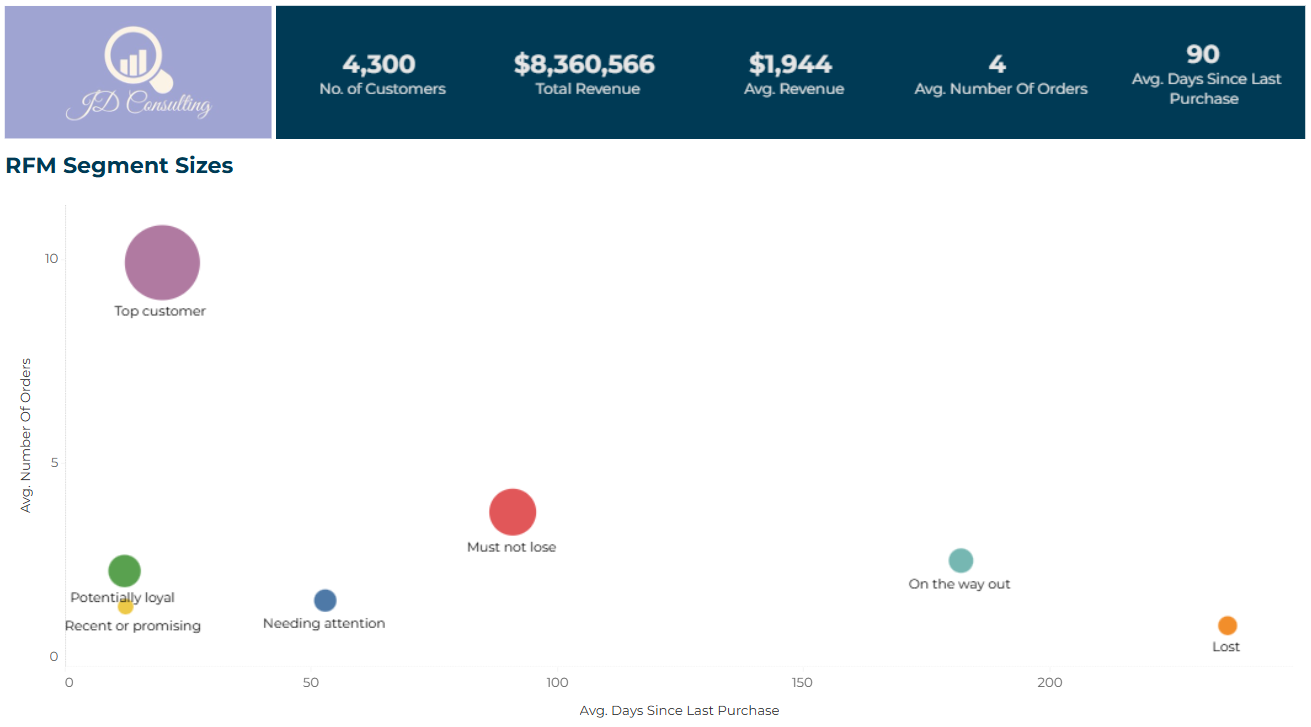 JD Consulting
4,300
No. of Customers
$8,360,566
Total Revenue
$1,944
Avg. Revenue
4
Avg. Number Of Orders
90
Avg. Days Since Last
Purchase
RFM Segment Sizes
Avg. Number Of Orders
10
5
0
Top customer
Must not lose
Potentially loyal
Recent or promising
Needing attention
On the way out
Lost
0
50
100
150
200
Avg. Days Since Last Purchase